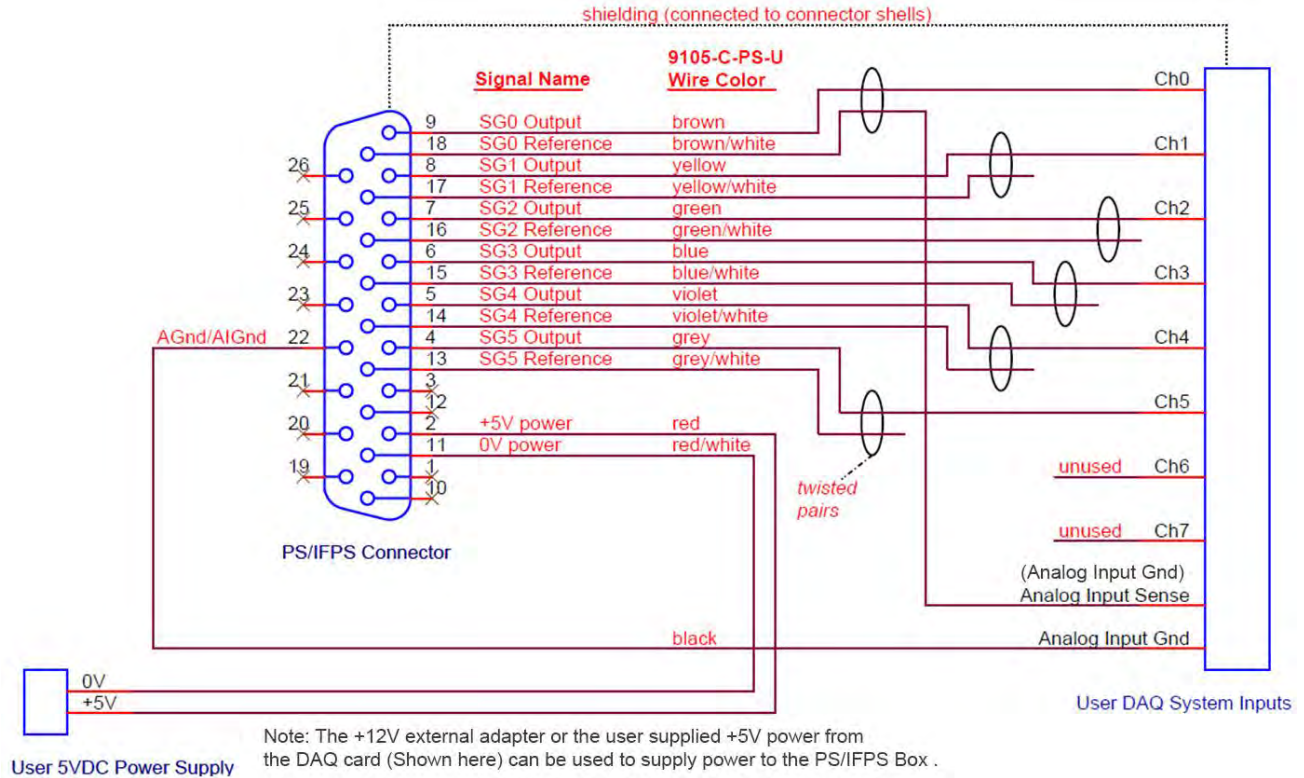 shielding (connected to connector shells)
Signal Name
9105-C-PS-U
Wire Color
9 SG0 Output brown
18 SG0 Reference brown/white
26
8 SG1 Output yellow
17 SG1 Reference yellow/white
25
7 SG2 Output green
16 SG2 Reference green/white
24
6 SG3 Output blue
15 SG3 Reference blue/white
23
5 SG4 Output violet
14 SG4 Reference violet/white
AGnd/AIGnd 22
4 SG5 Output grey
13 SG5 Reference grey/white
21
3
12
20
2 +5V power red
11 0V power red/white
19
1
10
PS/IFPS Connector
Ch0
Ch1
Ch2
Ch3
Ch4
Ch5
unused Ch6
unused Ch7
twisted
pairs
(Analog Input Gnd)
Analog Input Sense
black
Analog Input Gnd
User DAQ System Inputs
0V
+5V
User 5VDC Power Supply
Note: The +12V external adapter or the user supplied +5V power from
the DAQ card (Shown here) can be used to supply power to the PS/IFPS Box .